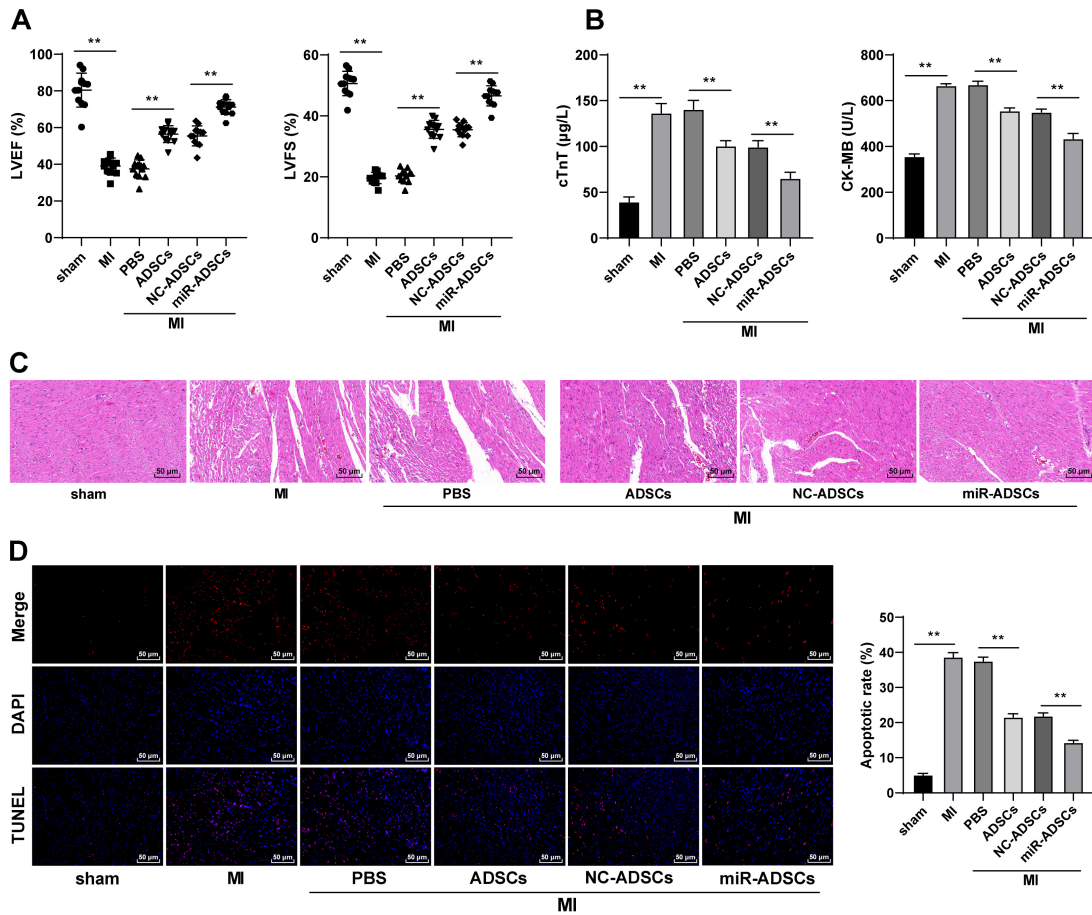 A
B
LVEF (%)
100
80
60
40
20
0
**
**
**
sham
MI
PBS
ADSCs
NC-ADSCs
miR-ADSCs
MI
LVFS (%)
60
40
20
0
**
**
**
sham
MI
PBS
ADSCs
NC-ADSCs
miR-ADSCs
MI
cTnT (µg/L)
200
150
100
50
0
**
**
**
sham
MI
PBS
ADSCs
NC-ADSCs
miR-ADSCs
MI
CK-MB (U/L)
800
600
400
200
0
**
**
**
sham
MI
PBS
ADSCs
NC-ADSCs
miR-ADSCs
MI
C
50 µm 50 µm 50 µm 50 µm 50 µm 50 µm
sham MI PBS ADSCs NC-ADSCs miR-ADSCs
MI
D
Merge
50 µm 50 µm 50 µm 50 µm 50 µm 50 µm
DAPI
50 µm 50 µm 50 µm 50 µm 50 µm 50 µm
TUNEL
50 µm 50 µm 50 µm 50 µm 50 µm 50 µm
sham MI PBS ADSCs NC-ADSCs miR-ADSCs
MI
Apoptotic rate (%)
50
40
30
20
10
0
**
**
**
sham
MI
PBS
ADSCs
NC-ADSCs
miR-ADSCs
MI